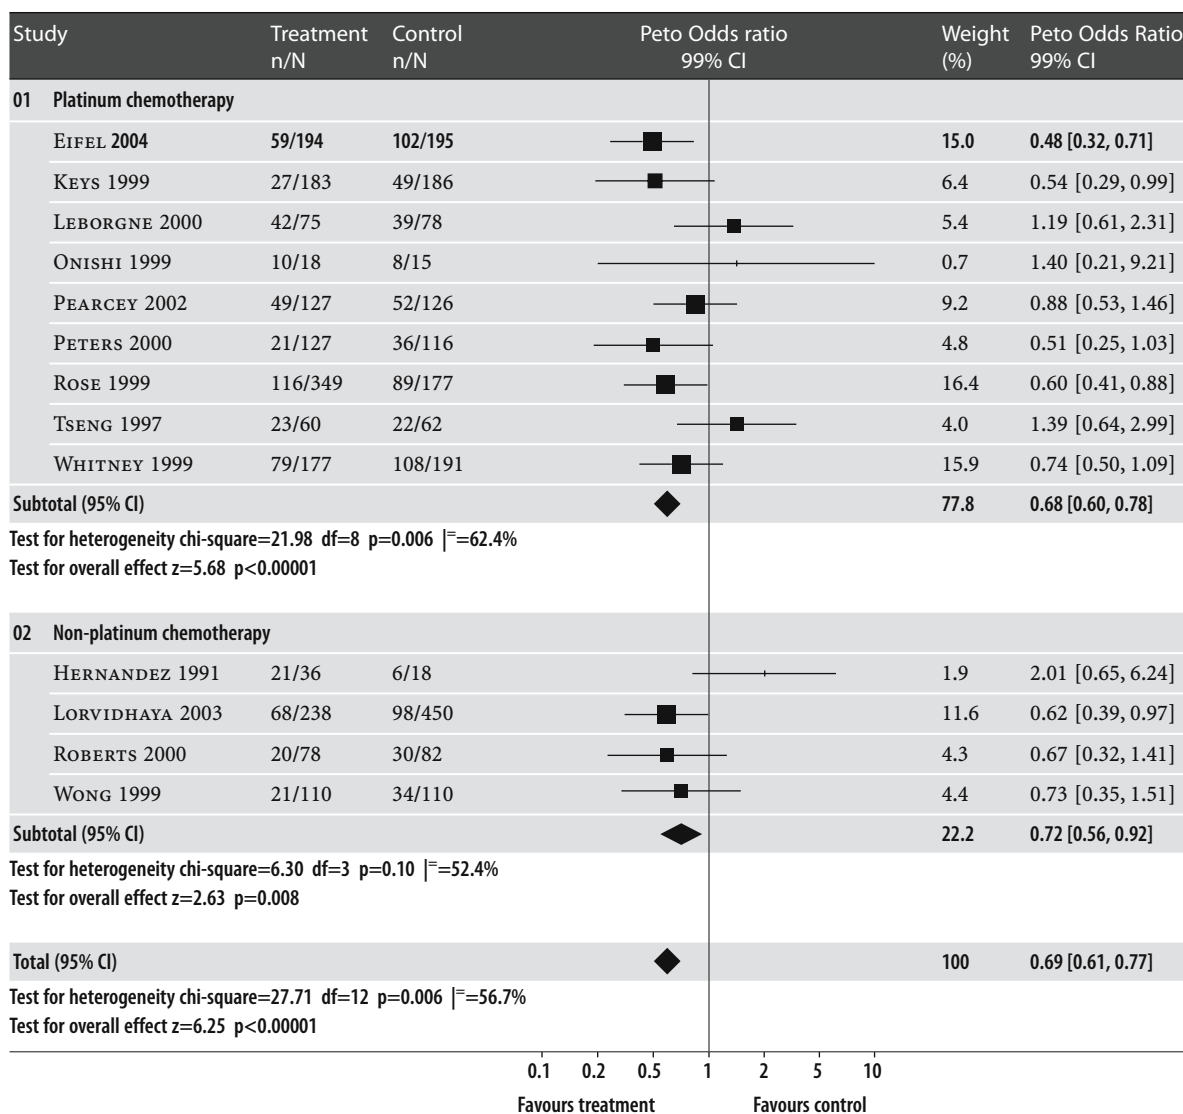 Study Treatment Control Peto Odds ratio Weight Peto Odds Ratio
n/N n/N 99% CI (%) 99% CI
01 Platinum chemotherapy
Eifel 2004 59/194 102/195 15.0 0.48 [0.32, 0.71]
Keys 1999 27/183 49/186 6.4 0.54 [0.29, 0.99]
Leborgne 2000 42/75 39/78 5.4 1.19 [0.61, 2.31]
Onishi 1999 10/18 8/15 0.7 1.40 [0.21, 9.21]
Pearcey 2002 49/127 52/126 9.2 0.88 [0.53, 1.46]
Peters 2000 21/127 36/116 4.8 0.51 [0.25, 1.03]
Rose 1999 116/349 89/177 16.4 0.60 [0.41, 0.88]
Tseng 1997 23/60 22/62 4.0 1.39 [0.64, 2.99]
Whitney 1999 79/177 108/191 15.9 0.74 [0.50, 1.09]
Subtotal (95% CI) 77.8 0.68 [0.60, 0.78]
Test for heterogeneity chi-square=21.98 df=8 p=0.006 |==62.4%
Test for overall effect z=5.68 p<0.00001
02 Non-platinum chemotherapy
Hernandez 1991 21/36 6/18 1.9 2.01 [0.65, 6.24]
Lorvidhaya 2003 68/238 98/450 11.6 0.62 [0.39, 0.97]
Roberts 2000 20/78 30/82 4.3 0.67 [0.32, 1.41]
Wong 1999 21/110 34/110 4.4 0.73 [0.35, 1.51]
Subtotal (95% CI) 22.2 0.72 [0.56, 0.92]
Test for heterogeneity chi-square=6.30 df=3 p=0.10 |==52.4%
Test for overall effect z=2.63 p=0.008
Total (95% CI) 100 0.69 [0.61, 0.77]
Test for heterogeneity chi-square=27.71 df=12 p=0.006 |==56.7%
Test for overall effect z=6.25 p<0.00001
0.1 0.2 0.5 1 2 5 10
Favours treatment Favours control